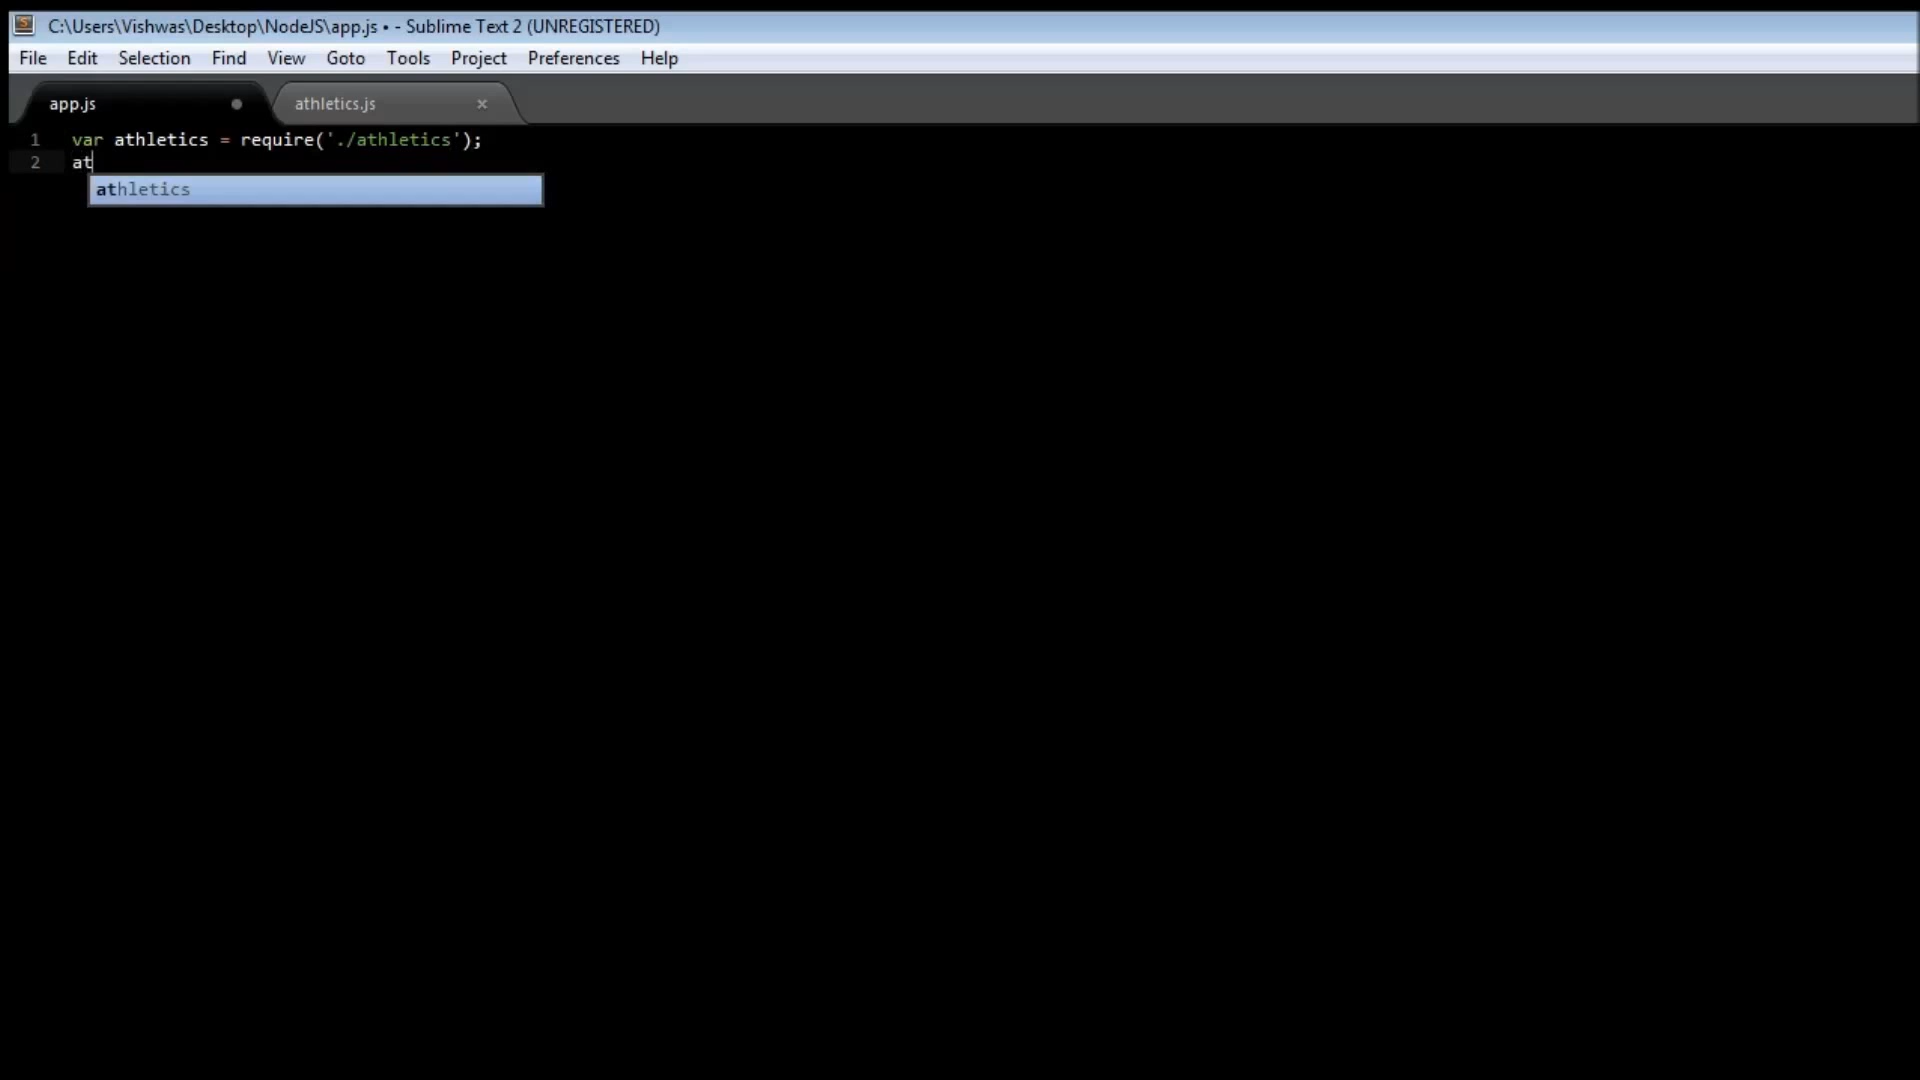 C:\Users\Vishwas\Desktop\NodeJS\app.js • - Sublime Text 2 (UNREGISTERED)
File Edit Selection Find View Goto Tools Project Preferences Help
app.js athletics.js
1 var athletics = require('./athletics');
2 at
athletics